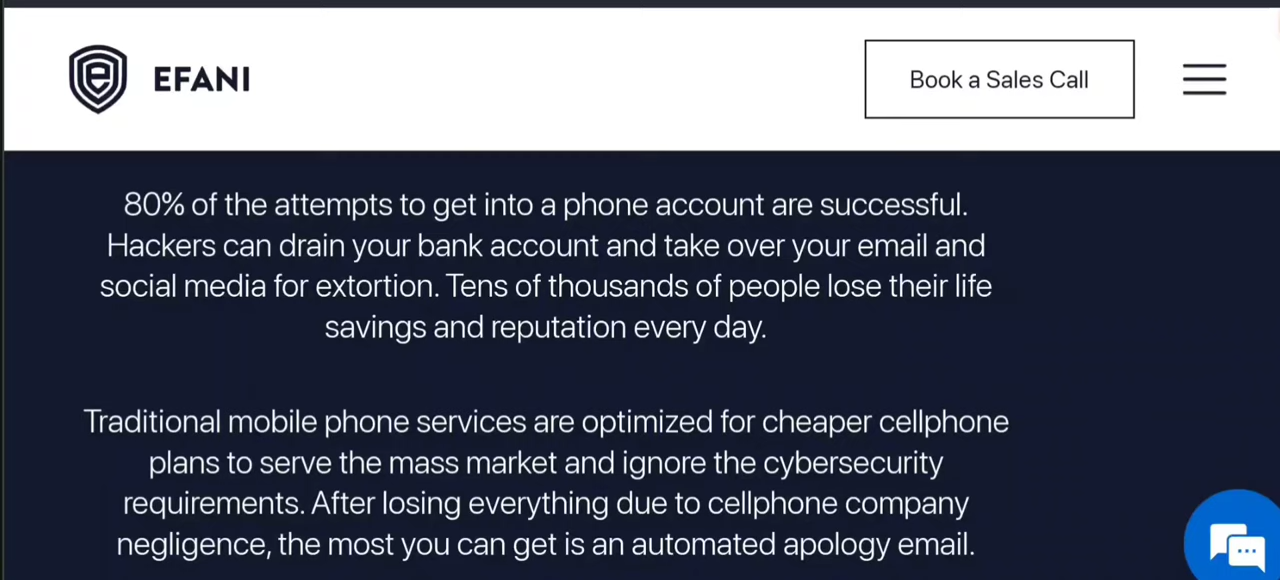 EFANI
Book a Sales Call
80% of the attempts to get into a phone account are successful.
Hackers can drain your bank account and take over your email and
social media for extortion. Tens of thousands of people lose their life
savings and reputation every day.
Traditional mobile phone services are optimized for cheaper cellphone
plans to serve the mass market and ignore the cybersecurity
requirements. After losing everything due to cellphone company
negligence, the most you can get is an automated apology email.